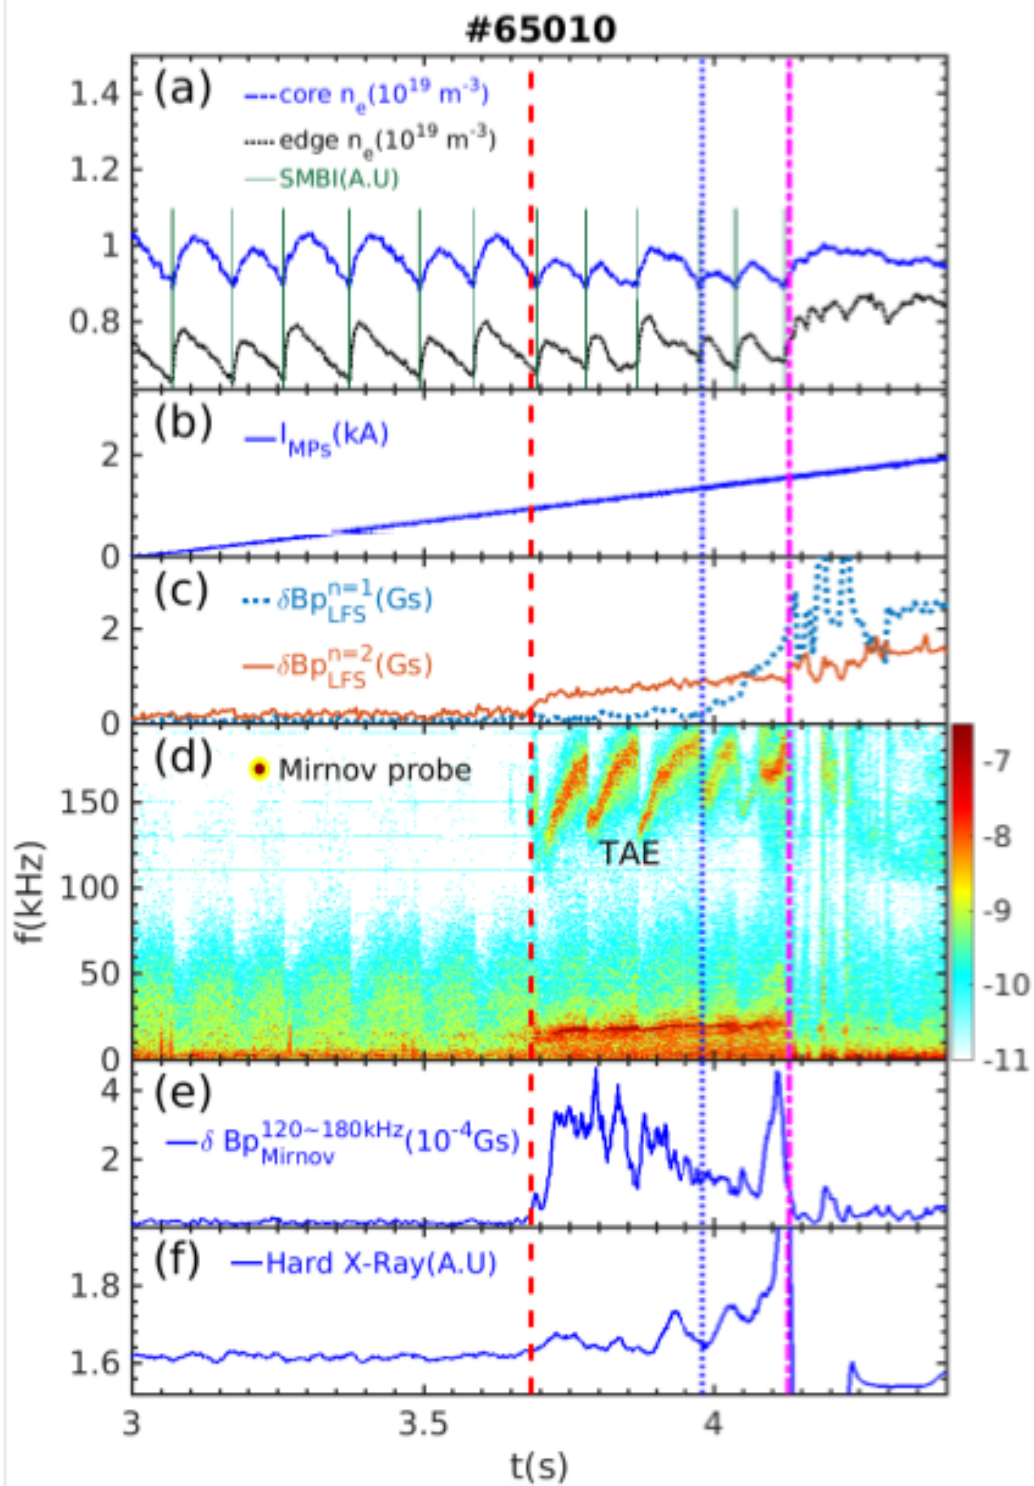 #65010
(a)
core n_e(10^19 m^-3)
edge n_e(10^19 m^-3)
SMBI(A.U)
1.4
1.2
1
0.8
(b)
I_MPs(kA)
2
0
(c)
δBp_LFS^n=1(Gs)
δBp_LFS^n=2(Gs)
2
0
(d)
Mirnov probe
TAE
f(kHz)
150
100
50
0
-7
-8
-9
-10
-11
(e)
δ Bp_Mirnov^120~180kHz(10^-4Gs)
4
2
(f)
Hard X-Ray(A.U)
1.8
1.6
3
3.5
4
t(s)